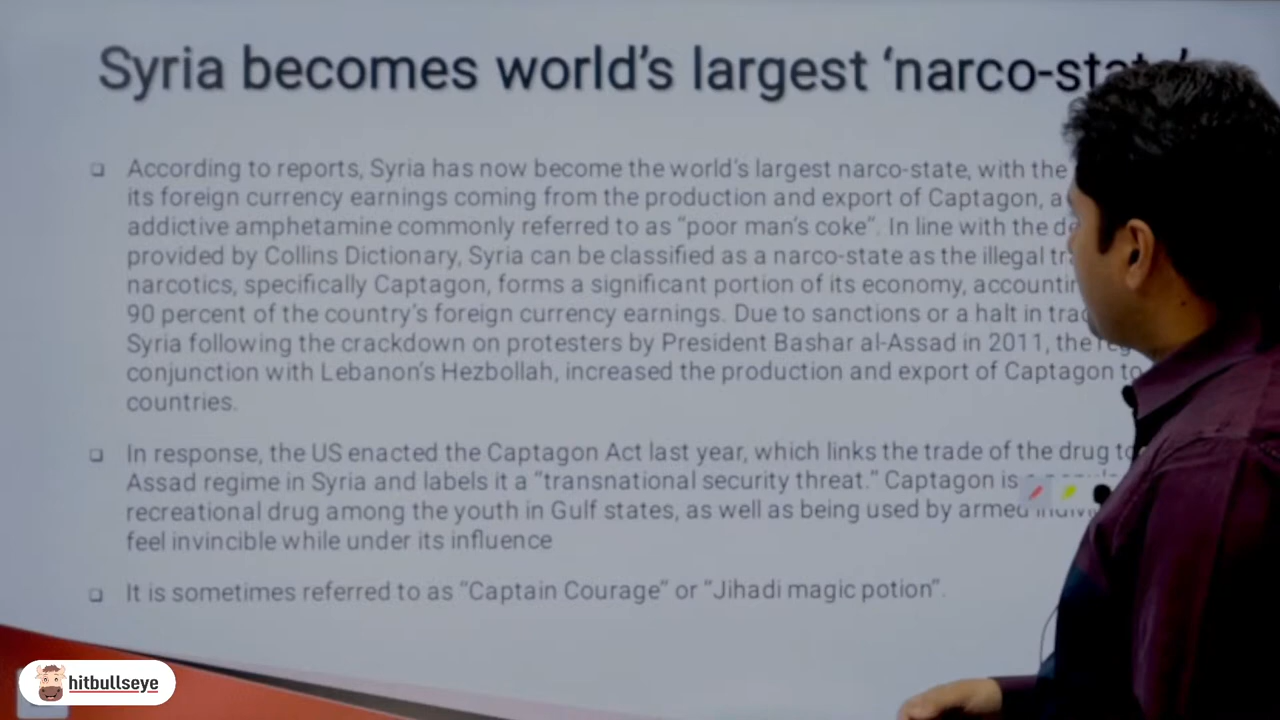 Syria becomes world's largest 'narco-state'
According to reports, Syria has now become the world's largest narco-state, with the
its foreign currency earnings coming from the production and export of Captagon, a
addictive amphetamine commonly referred to as “poor man's coke”. In line with the
provided by Collins Dictionary, Syria can be classified as a narco-state as the illegal
narcotics, specifically Captagon, forms a significant portion of its economy,
90 percent of the country's foreign currency earnings. Due to sanctions or a halt in
Syria following the crackdown on protesters by President Bashar al-Assad in 2011, the
conjunction with Lebanon's Hezbollah, increased the production and export of Captagon to
countries.
In response, the US enacted the Captagon Act last year, which links the trade of the drug
Assad regime in Syria and labels it a “transnational security threat.” Captagon is
recreational drug among the youth in Gulf states, as well as being used by armed
feel invincible while under its influence
It is sometimes referred to as “Captain Courage” or “Jihadi magic potion”.
hitbullseye